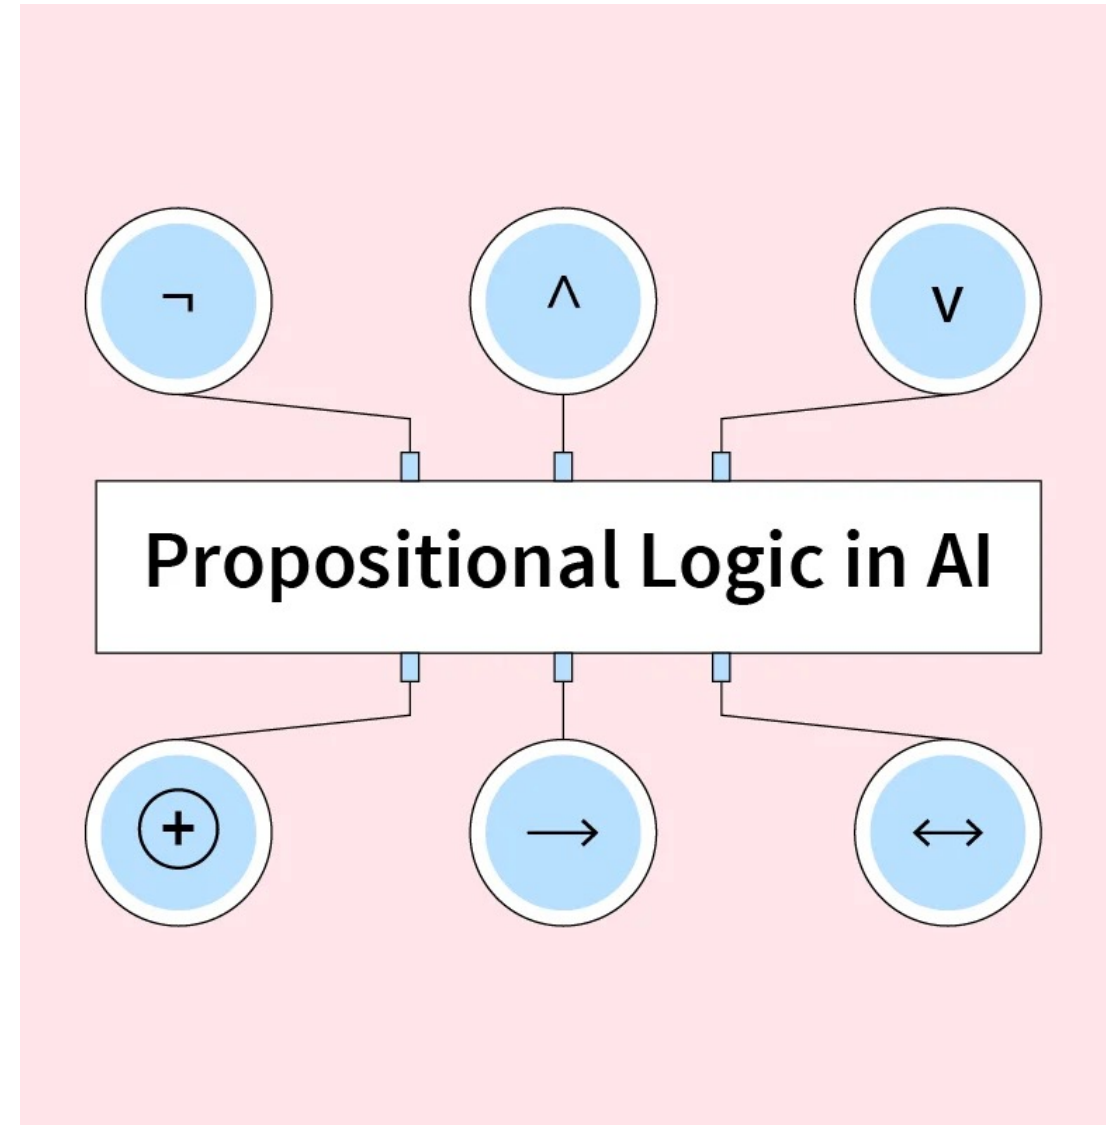 ¬
^
v
Propositional Logic in AI
⊕
→
↔